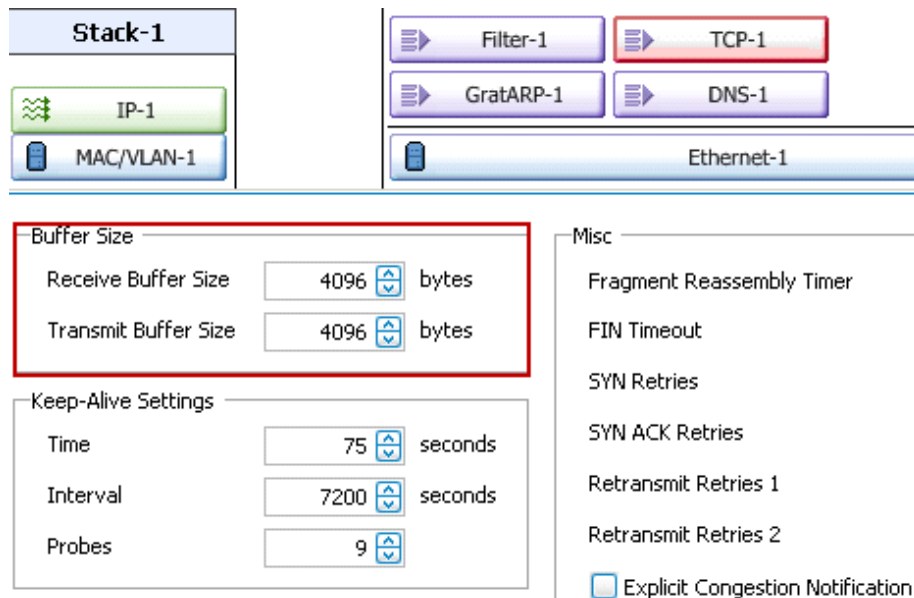 Stack-1
Filter-1
TCP-1
IP-1
GratARP-1
DNS-1
MAC/VLAN-1
Ethernet-1
Buffer Size
Receive Buffer Size 4096 bytes
Transmit Buffer Size 4096 bytes
Keep-Alive Settings
Time 75 seconds
Interval 7200 seconds
Probes 9
Misc
Fragment Reassembly Timer
FIN Timeout
SYN Retries
SYN ACK Retries
Retransmit Retries 1
Retransmit Retries 2
Explicit Congestion Notification